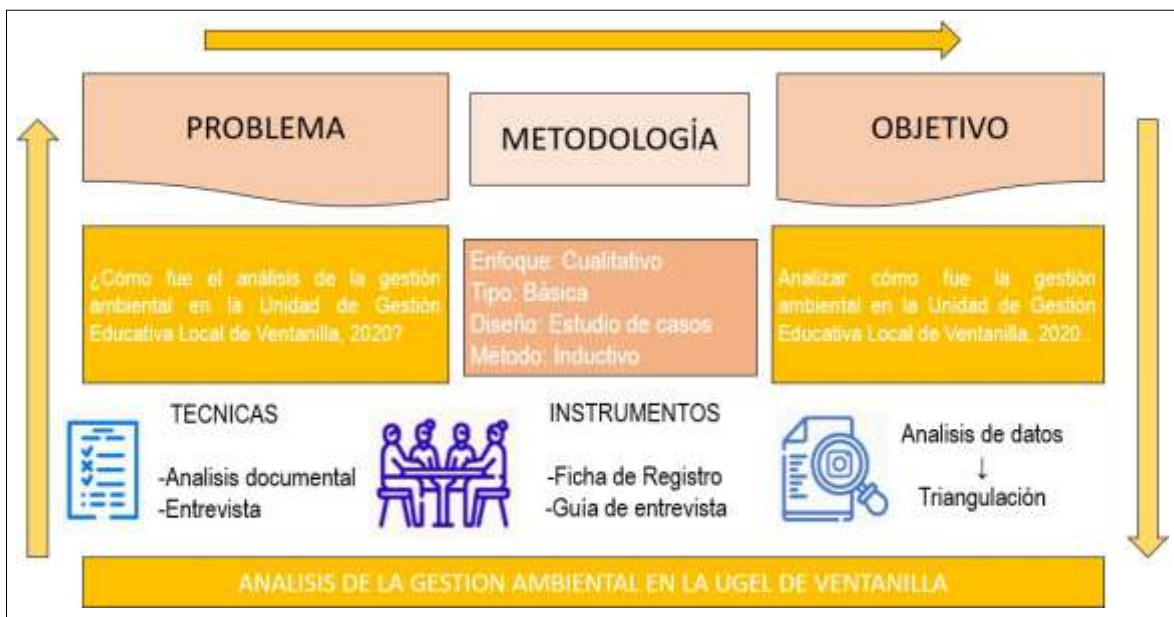 PROBLEMA
METODOLOGÍA
OBJETIVO
¿Cómo fue el análisis de la gestión
ambiental en la Unidad de Gestión
Educativa Local de Ventanilla, 2020?
Enfoque: Cualitativo
Tipo: Básica
Diseño: Estudio de casos
Método: Inductivo
Analizar cómo fue la gestión
ambiental en la Unidad de Gestión
Educativa Local de Ventanilla, 2020..
TECNICAS
-Analisis documental
-Entrevista
INSTRUMENTOS
-Ficha de Registro
-Guia de entrevista
Analisis de datos
↓
Triangulación
ANALISIS DE LA GESTION AMBIENTAL EN LA UGEL DE VENTANILLA